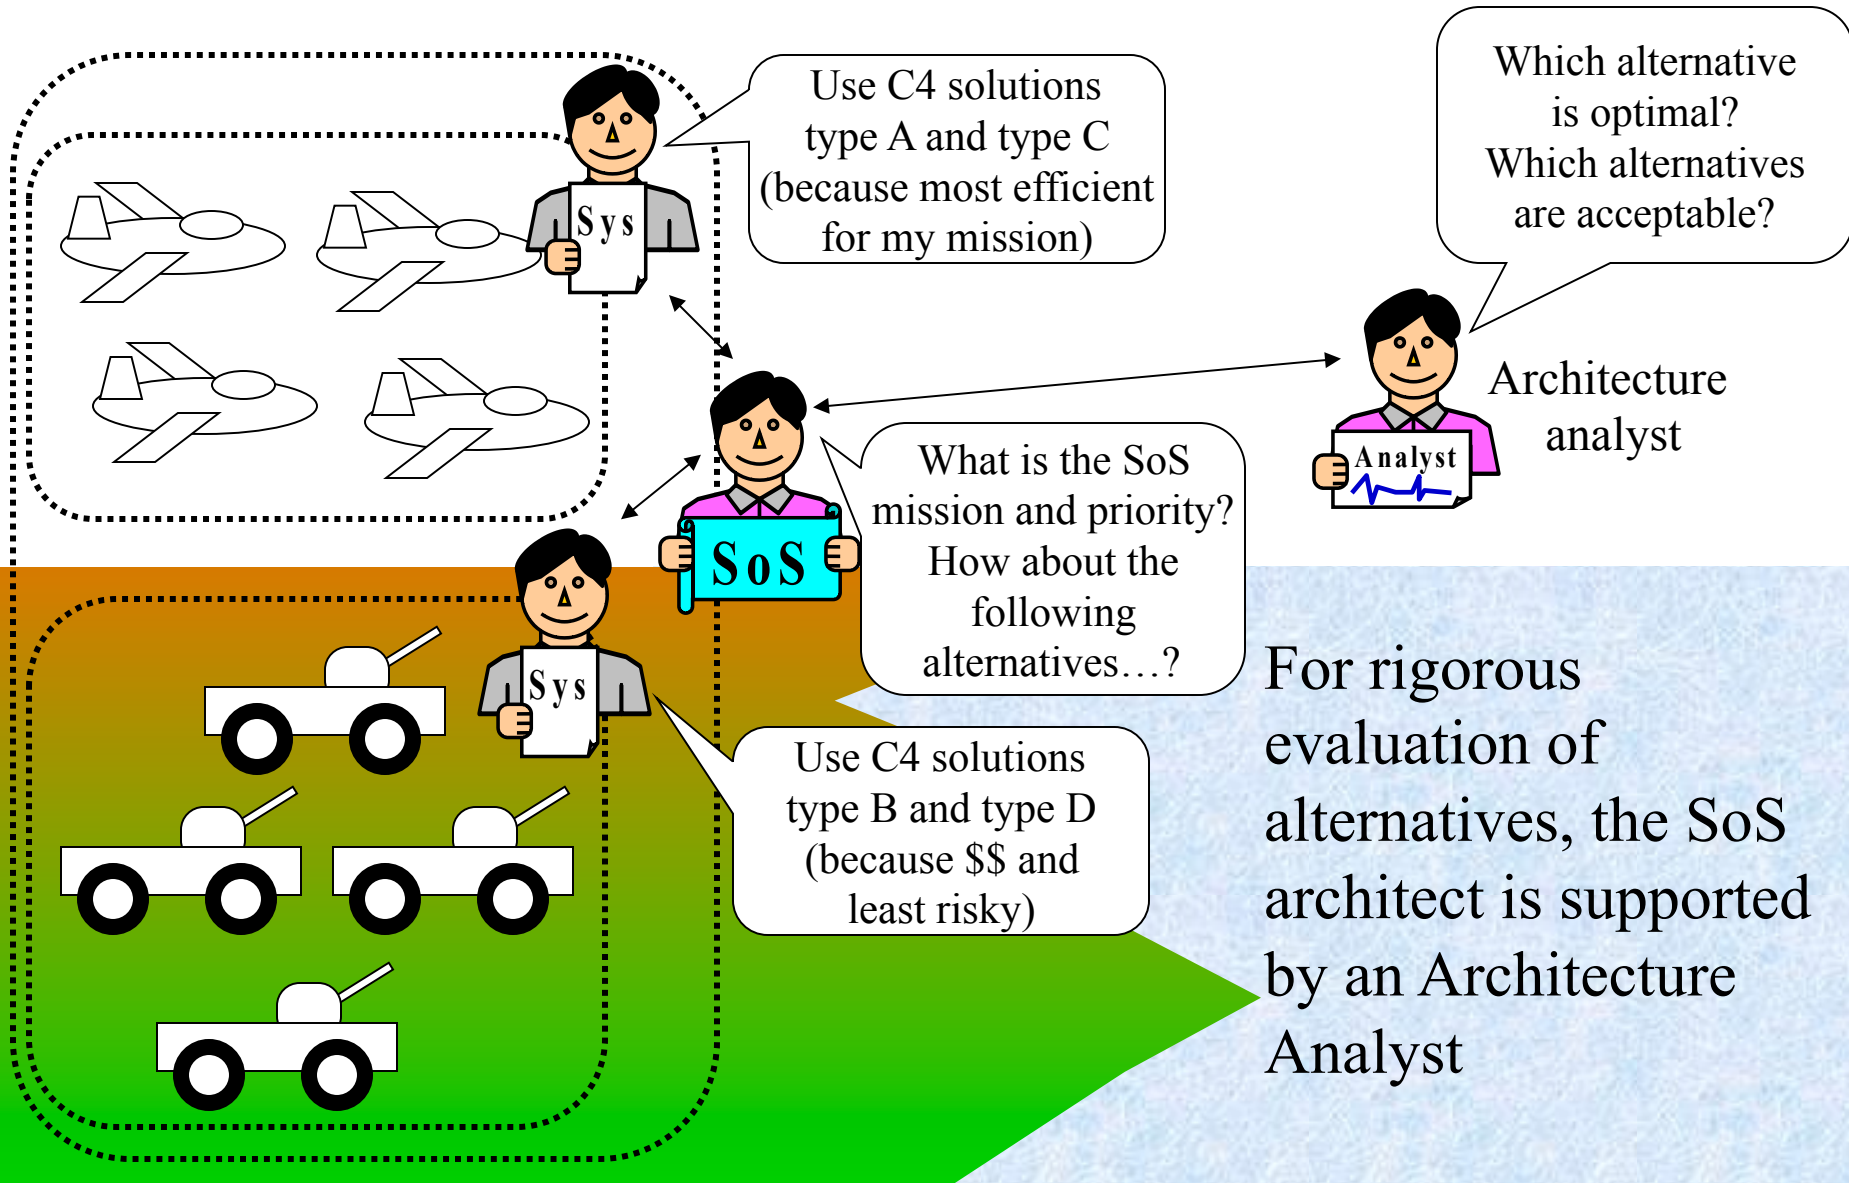 Use C4 solutions
type A and type C
(because most efficient
for my mission)
Which alternative
is optimal?
Which alternatives
are acceptable?
Sys
Architecture
analyst
Analyst
What is the SoS
mission and priority?
How about the
following
alternatives…?
SoS
Sys
Use C4 solutions
type B and type D
(because $$ and
least risky)
For rigorous
evaluation of
alternatives, the SoS
architect is supported
by an Architecture
Analyst